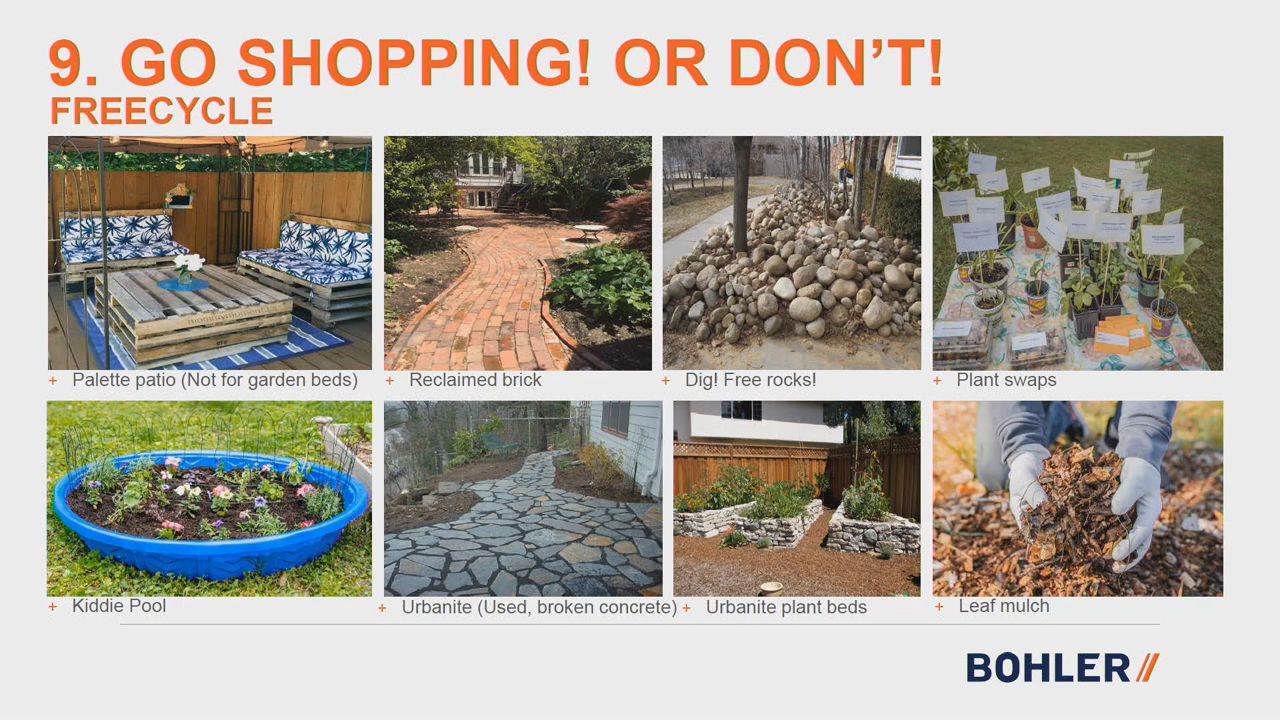 9. GO SHOPPING! OR DON'T!
FREECYCLE
+ Palette patio (Not for garden beds)
+ Reclaimed brick
+ Dig! Free rocks!
+ Plant swaps
+ Kiddie Pool
+ Urbanite (Used, broken concrete)
+ Urbanite plant beds
+ Leaf mulch
BOHLER//